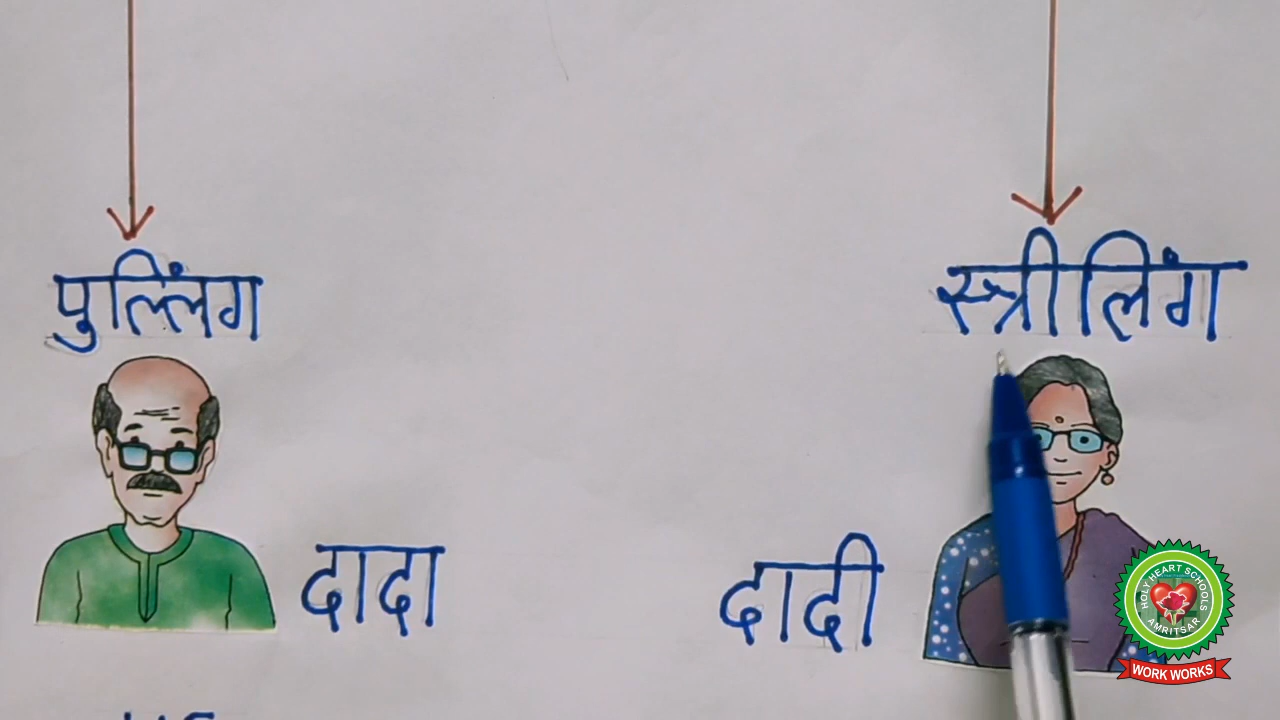 पुल्लिंग स्त्रीलिंग
दादा दादी
HOLY HEART SCHOOLS
AMRITSAR
WORK WORKS